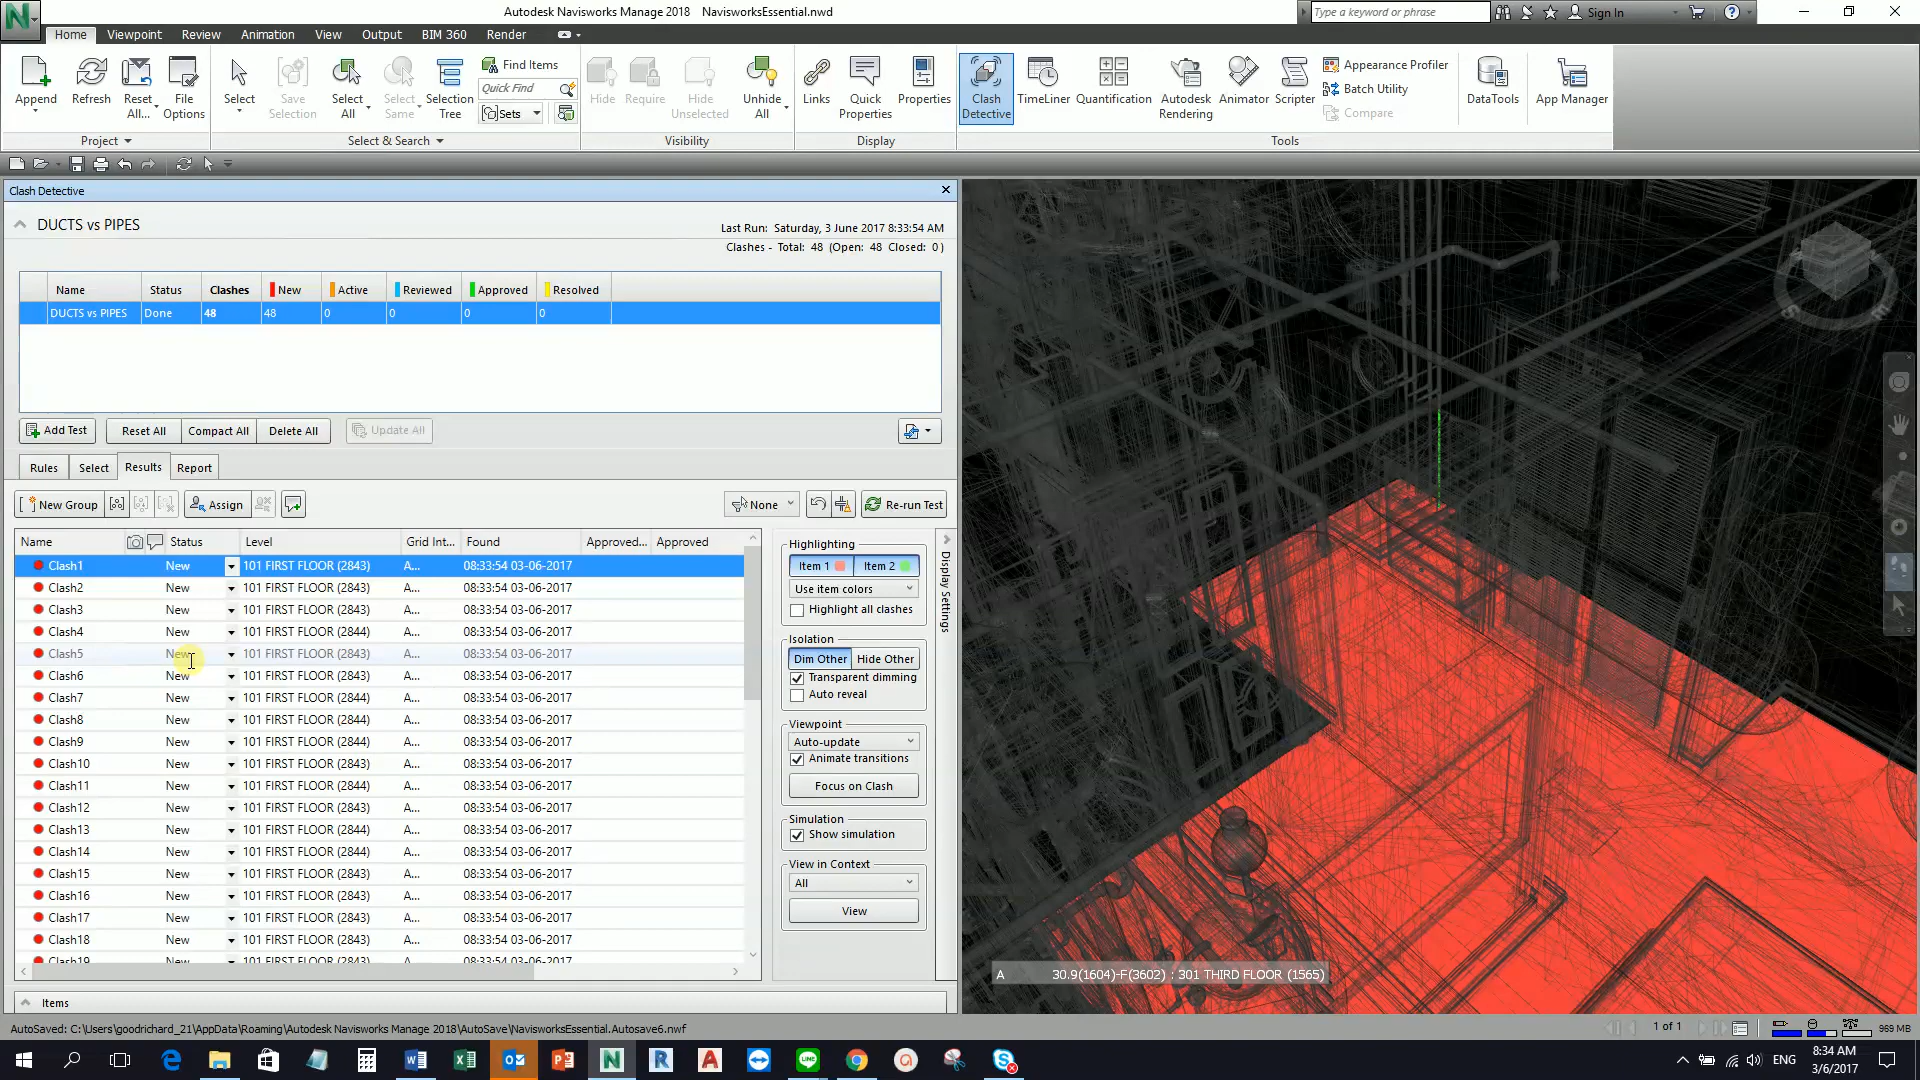 Autodesk Navisworks Manage 2018 NavisworksEssential.nwd
Type a keyword or phrase
Sign In
Home Viewpoint Review Animation View Output BIM 360 Render
Append
Refresh
Reset All...
File Options
Select
Save Selection
Select All
Select Same
Selection Tree
Find Items
Quick Find
Sets
Hide
Require
Hide Unselected
Unhide All
Links
Quick Properties
Properties
Clash Detective
TimeLiner
Quantification
Autodesk Rendering
Animator
Scripter
Appearance Profiler
Batch Utility
Compare
DataTools
App Manager
Project
Select & Search
Visibility
Display
Tools
Clash Detective
DUCTS vs PIPES
Last Run: Saturday, 3 June 2017 8:33:54 AM
Clashes - Total: 48 (Open: 48 Closed: 0)
Name Status Clashes New Active Reviewed Approved Resolved
DUCTS vs PIPES Done 48 48 0 0 0 0
Add Test Reset All Compact All Delete All Update All
Rules Select Results Report
New Group Assign None Re-run Test
Name Status Level Grid Int... Found Approved... Approved
Clash1 New 101 FIRST FLOOR (2843) A... 08:33:54 03-06-2017
Clash2 New 101 FIRST FLOOR (2843) A... 08:33:54 03-06-2017
Clash3 New 101 FIRST FLOOR (2843) A... 08:33:54 03-06-2017
Clash4 New 101 FIRST FLOOR (2844) A... 08:33:54 03-06-2017
Clash5 New 101 FIRST FLOOR (2843) A... 08:33:54 03-06-2017
Clash6 New 101 FIRST FLOOR (2843) A... 08:33:54 03-06-2017
Clash7 New 101 FIRST FLOOR (2844) A... 08:33:54 03-06-2017
Clash8 New 101 FIRST FLOOR (2844) A... 08:33:54 03-06-2017
Clash9 New 101 FIRST FLOOR (2844) A... 08:33:54 03-06-2017
Clash10 New 101 FIRST FLOOR (2843) A... 08:33:54 03-06-2017
Clash11 New 101 FIRST FLOOR (2844) A... 08:33:54 03-06-2017
Clash12 New 101 FIRST FLOOR (2843) A... 08:33:54 03-06-2017
Clash13 New 101 FIRST FLOOR (2844) A... 08:33:54 03-06-2017
Clash14 New 101 FIRST FLOOR (2844) A... 08:33:54 03-06-2017
Clash15 New 101 FIRST FLOOR (2843) A... 08:33:54 03-06-2017
Clash16 New 101 FIRST FLOOR (2843) A... 08:33:54 03-06-2017
Clash17 New 101 FIRST FLOOR (2843) A... 08:33:54 03-06-2017
Clash18 New 101 FIRST FLOOR (2843) A... 08:33:54 03-06-2017
Clash19 New 101 FIRST FLOOR (2843) A... 08:33:54 03-06-2017
Highlighting
Item 1 Item 2
Use item colors
Highlight all clashes
Isolation
Dim Other Hide Other
Transparent dimming
Auto reveal
Viewpoint
Auto-update
Animate transitions
Focus on Clash
Simulation
Show simulation
View in Context
All
View
Display Settings
Items
A 30.9(1604)-F(3602) : 301 THIRD FLOOR (1565)
AutoSaved: C:\Users\goodrichard_21\AppData\Roaming\Autodesk Navisworks Manage 2018\AutoSave\NavisworksEssential.Autosave6.nwf
1 of 1
969 MB
ENG
8:34 AM
3/6/2017